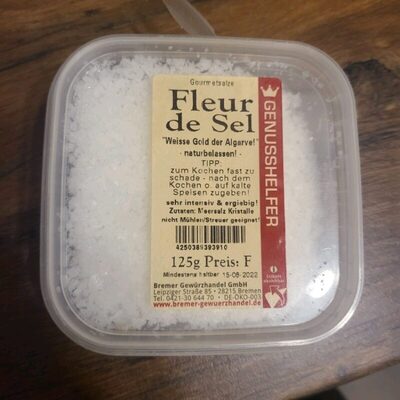 Gourmetsalze
Fleur
de Sel
"Weisse Gold der Algarve!"
- naturbelassen! -
TIPP:
zum Kochen fast zu
schade - nach dem
Kochen o. auf kalte
Speisen zugeben!
sehr intensiv & ergiebig!
Zutaten: Meersalz Kristalle
nicht Mühlen/Streuer geeignet!
4250389393910
125g Preis: F
Mindestens haltbar 15-08-2022
Bremer Gewürzhandel GmbH
Leipziger Straße 85 • 28215 Bremen
Tel. 0421-30 644 70 • DE-ÖKO-003
www.bremer-gewuerzhandel.de
GENUSSHELFER